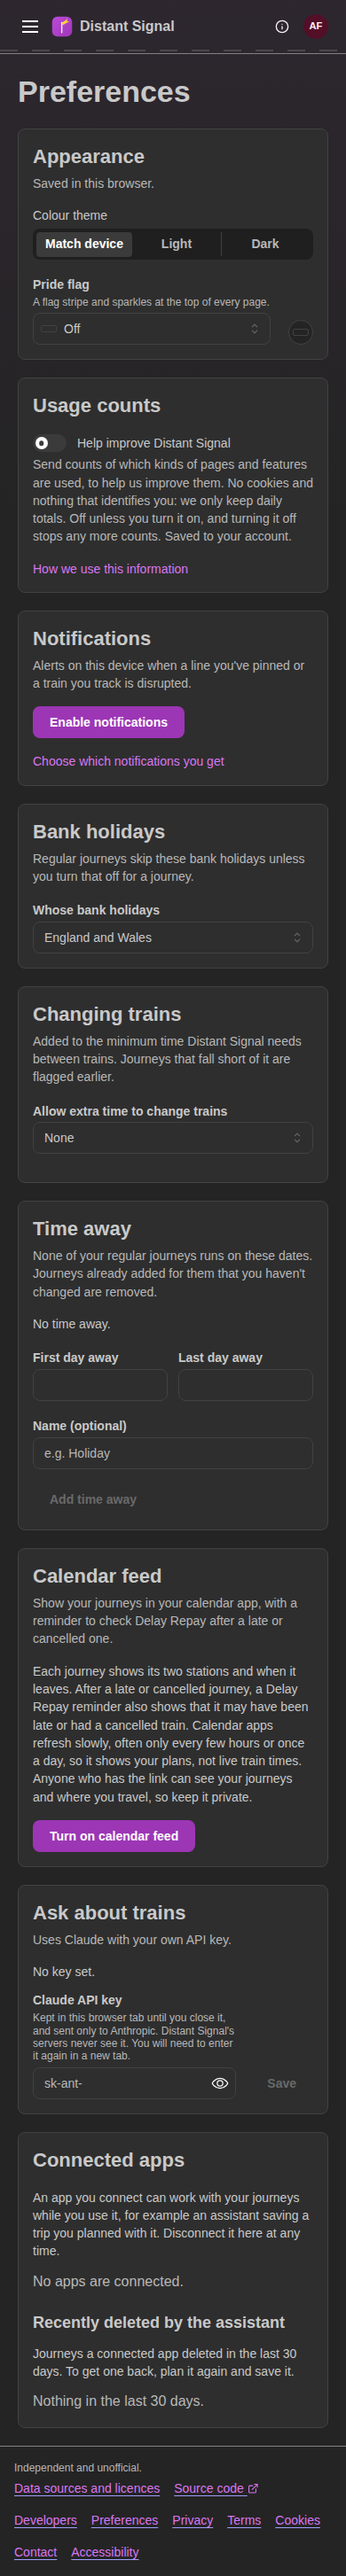 Distant Signal
AF
Preferences
Appearance
Saved in this browser.
Colour theme
Match device
Light
Dark
Pride flag
A flag stripe and sparkles at the top of every page.
Off
Usage counts
Help improve Distant Signal
Send counts of which kinds of pages and features
are used, to help us improve them. No cookies and
nothing that identifies you: we only keep daily
totals. Off unless you turn it on, and turning it off
stops any more counts. Saved to your account.
How we use this information
Notifications
Alerts on this device when a line you've pinned or
a train you track is disrupted.
Enable notifications
Choose which notifications you get
Bank holidays
Regular journeys skip these bank holidays unless
you turn that off for a journey.
Whose bank holidays
England and Wales
Changing trains
Added to the minimum time Distant Signal needs
between trains. Journeys that fall short of it are
flagged earlier.
Allow extra time to change trains
None
Time away
None of your regular journeys runs on these dates.
Journeys already added for them that you haven't
changed are removed.
No time away.
First day away
Last day away
Name (optional)
e.g. Holiday
Add time away
Calendar feed
Show your journeys in your calendar app, with a
reminder to check Delay Repay after a late or
cancelled one.
Each journey shows its two stations and when it
leaves. After a late or cancelled journey, a Delay
Repay reminder also shows that it may have been
late or had a cancelled train. Calendar apps
refresh slowly, often only every few hours or once
a day, so it shows your plans, not live train times.
Anyone who has the link can see your journeys
and where you travel, so keep it private.
Turn on calendar feed
Ask about trains
Uses Claude with your own API key.
No key set.
Claude API key
Kept in this browser tab until you close it,
and sent only to Anthropic. Distant Signal's
servers never see it. You will need to enter
it again in a new tab.
sk-ant-
Save
Connected apps
An app you connect can work with your journeys
while you use it, for example an assistant saving a
trip you planned with it. Disconnect it here at any
time.
No apps are connected.
Recently deleted by the assistant
Journeys a connected app deleted in the last 30
days. To get one back, plan it again and save it.
Nothing in the last 30 days.
Independent and unofficial.
Data sources and licences
Source code
Developers
Preferences
Privacy
Terms
Cookies
Contact
Accessibility